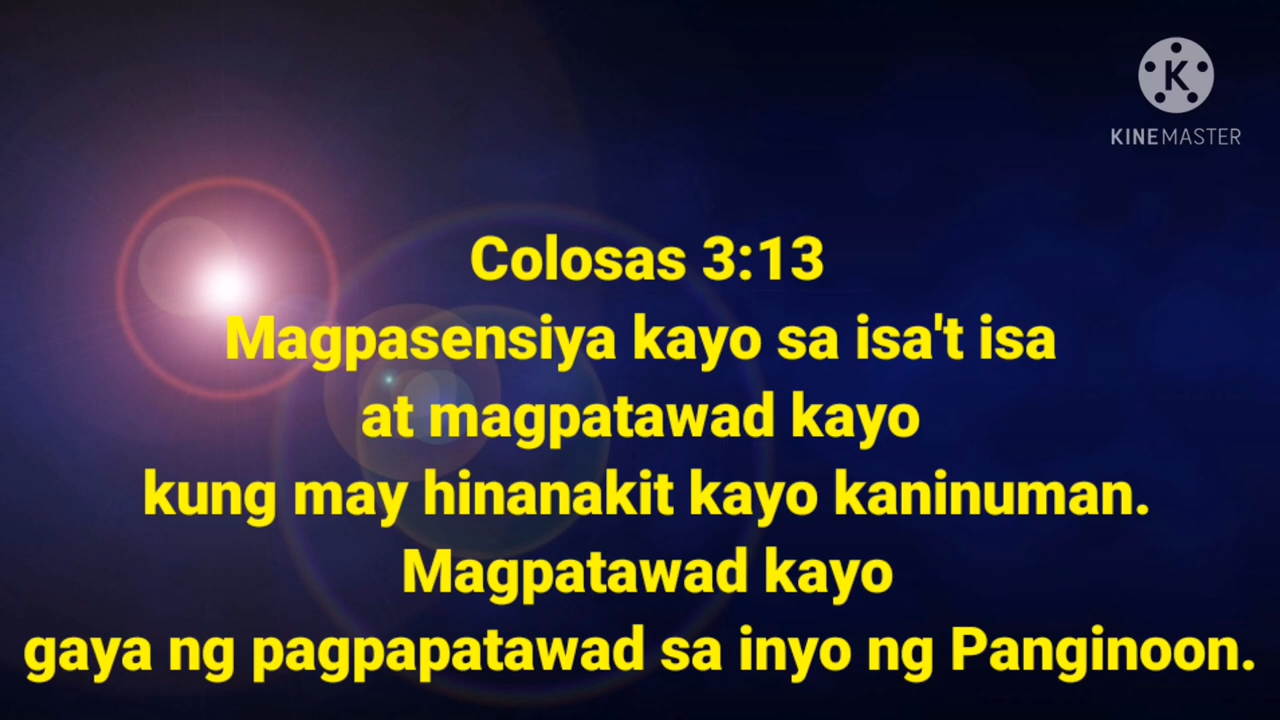 K
KINEMASTER
Colosas 3:13
Magpasensiya kayo sa isa't isa
at magpatawad kayo
kung may hinanakit kayo kaninuman.
Magpatawad kayo
gaya ng pagpapatawad sa inyo ng Panginoon.